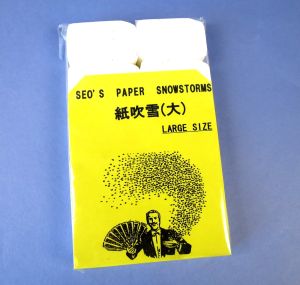 SEO'S PAPER SNOWSTORMS
紙吹雪(大)
LARGE SIZE